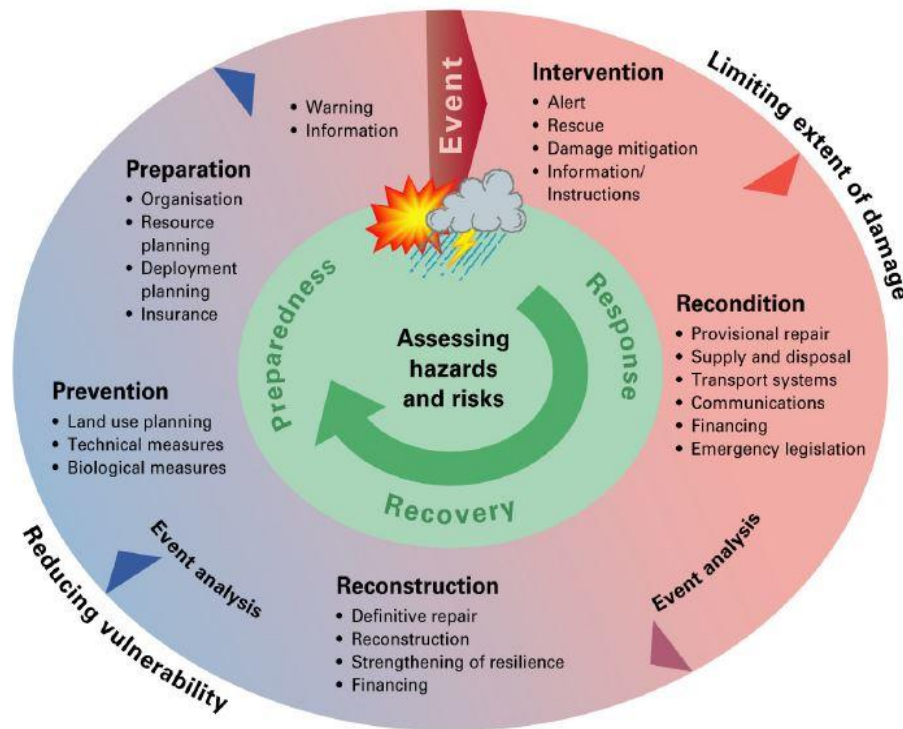 Event
Intervention
• Alert
• Rescue
• Damage mitigation
• Information/
Instructions
Limiting extent of damage
Recondition
• Provisional repair
• Supply and disposal
• Transport systems
• Communications
• Financing
• Emergency legislation
Event analysis
Reconstruction
• Definitive repair
• Reconstruction
• Strengthening of resilience
• Financing
Event analysis
Reducing vulnerability
Prevention
• Land use planning
• Technical measures
• Biological measures
Preparation
• Organisation
• Resource
planning
• Deployment
planning
• Insurance
• Warning
• Information
Assessing
hazards
and risks
Response
Recovery
Preparedness